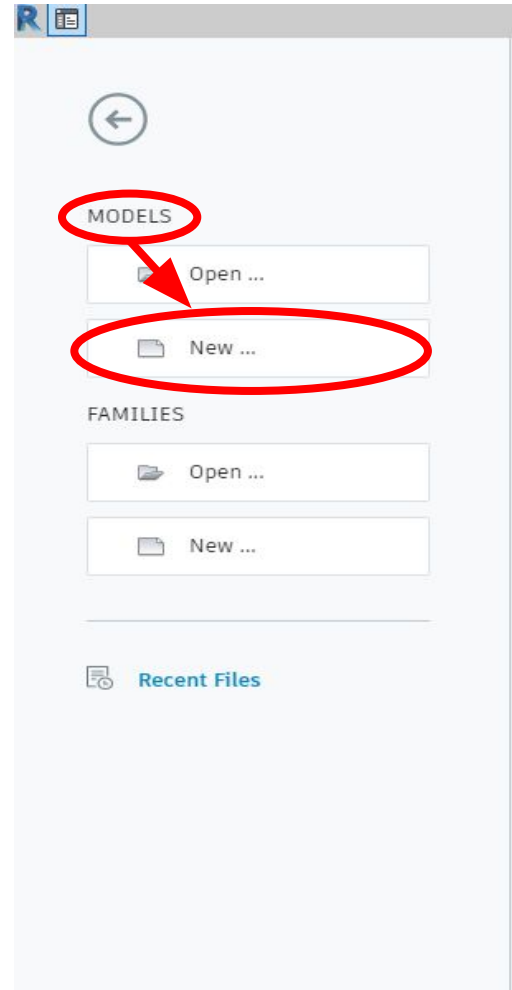 R
MODELS
Open ...
New ...
FAMILIES
Open ...
New ...
Recent Files